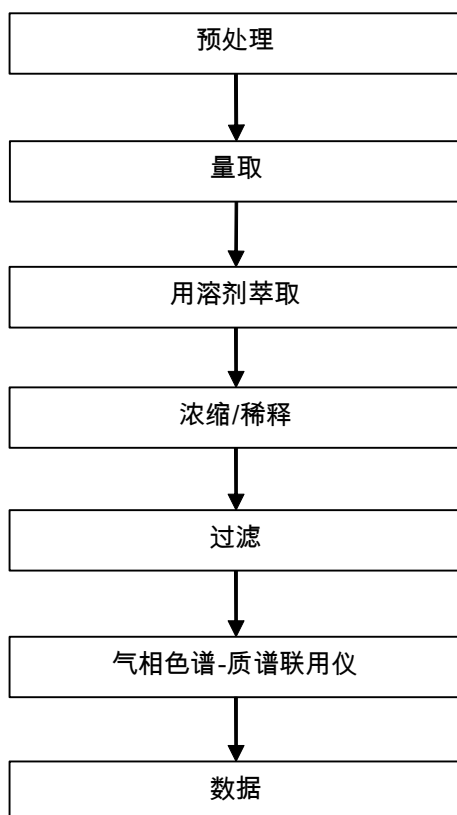 预处理
量取
用溶剂萃取
浓缩/稀释
过滤
气相色谱-质谱联用仪
数据